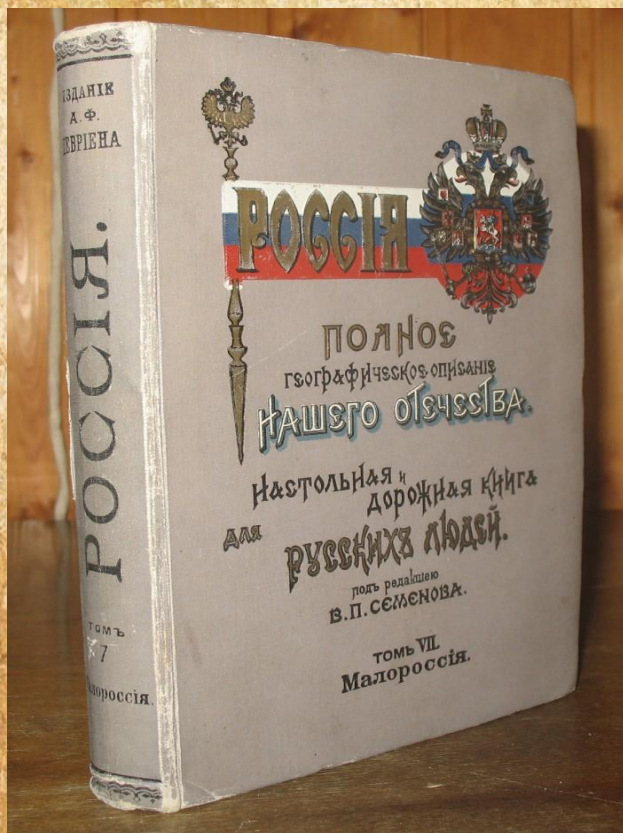 ИЗДАНІЕ
А. Ф.
ДЕВРІЕНА
РОССІЯ.
ТОМЪ
7
Малороссія.
РОССІЯ
ПОЛНОЕ
ГЕОГРАФИЧЕСКОЕ ОПИСАНІЕ
НАШЕГО ОТЕЧЕСТВА.
НАСТОЛЬНАЯ и
ДОРОЖНАЯ КНИГА
для
РУССКИХЪ ЛЮДЕЙ.
подъ редакціею
В. П. СЕМЕНОВА.
ТОМЪ VII.
Малороссія.